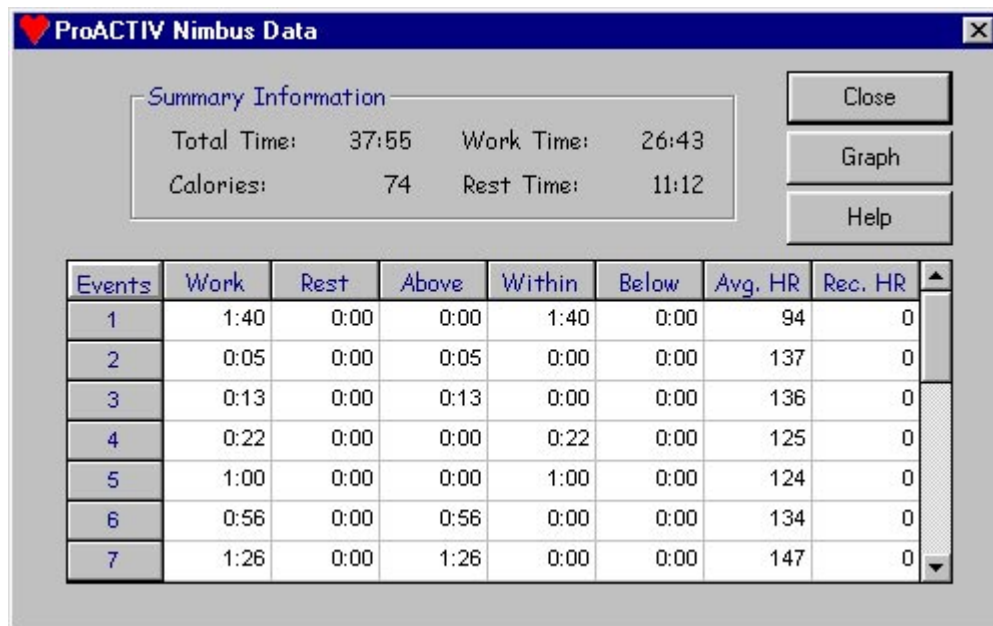 ProACTIV Nimbus Data
Summary Information
Total Time: 37:55 Work Time: 26:43
Calories: 74 Rest Time: 11:12
Close
Graph
Help
Events Work Rest Above Within Below Avg. HR Rec. HR
1 1:40 0:00 0:00 1:40 0:00 94 0
2 0:05 0:00 0:05 0:00 0:00 137 0
3 0:13 0:00 0:13 0:00 0:00 136 0
4 0:22 0:00 0:00 0:22 0:00 125 0
5 1:00 0:00 0:00 1:00 0:00 124 0
6 0:56 0:00 0:56 0:00 0:00 134 0
7 1:26 0:00 1:26 0:00 0:00 147 0